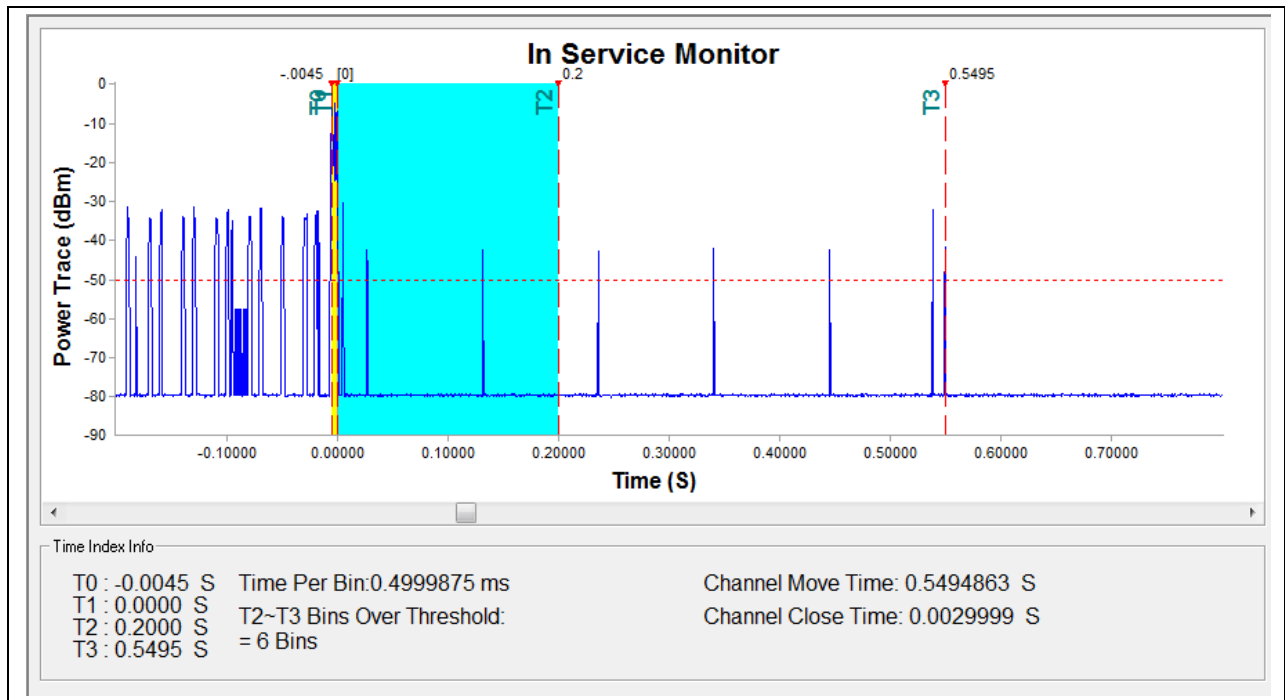 In Service Monitor
-.0045 [0] 0.2 0.5495
T1 T2 T3
0
-10
-20
-30
-40
-50
-60
-70
-80
-90
Power Trace (dBm)
-0.10000 0.00000 0.10000 0.20000 0.30000 0.40000 0.50000 0.60000 0.70000
Time (S)
Time Index Info
T0 : -0.0045 S Time Per Bin:0.4999875 ms Channel Move Time: 0.5494863 S
T1 : 0.0000 S
T2 : 0.2000 S T2~T3 Bins Over Threshold: Channel Close Time: 0.0029999 S
T3 : 0.5495 S = 6 Bins